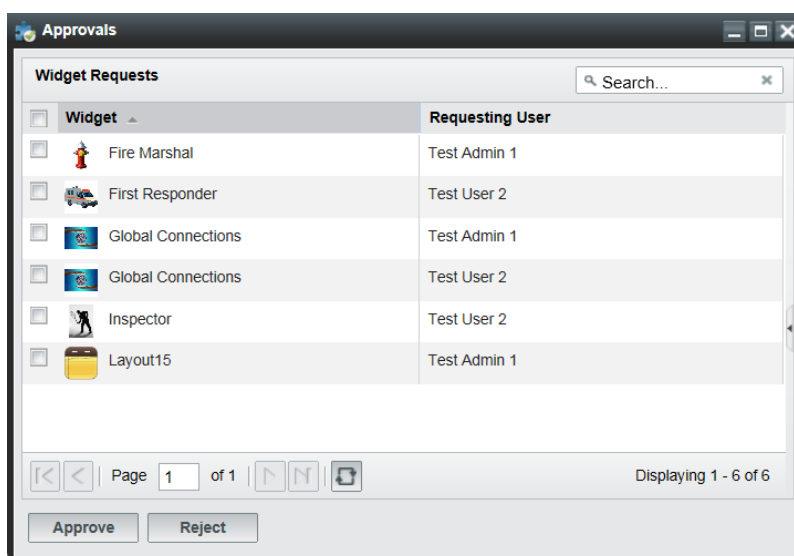 Approvals
Widget Requests
Search...
Widget Requesting User
Fire Marshal Test Admin 1
First Responder Test User 2
Global Connections Test Admin 1
Global Connections Test User 2
Inspector Test User 2
Layout15 Test Admin 1
Page 1 of 1 Displaying 1 - 6 of 6
Approve Reject